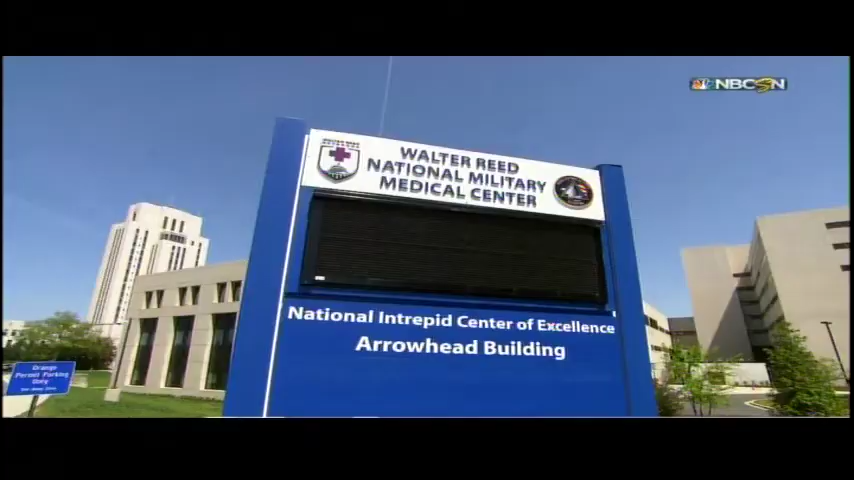 NBCSN
WALTER REED
NATIONAL MILITARY
MEDICAL CENTER
National Intrepid Center of Excellence
Arrowhead Building
Orange
Permit Parking
Only